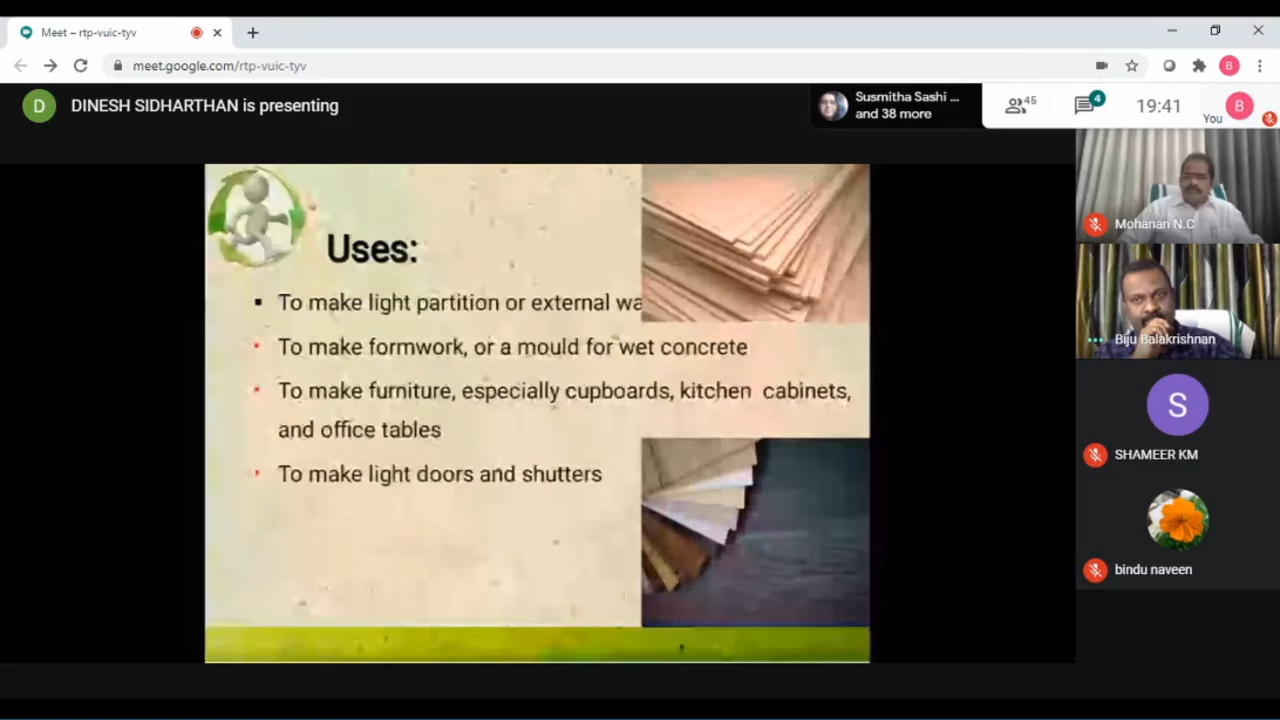 Meet – rtp-vuic-tyv
meet.google.com/rtp-vuic-tyv
B
D
DINESH SIDHARTHAN is presenting
Susmitha Sashi ...
and 38 more
45
4
19:41
You
B
Uses:
▪ To make light partition or external wa
• To make formwork, or a mould for wet concrete
• To make furniture, especially cupboards, kitchen cabinets,
and office tables
• To make light doors and shutters
Mohanan N.C
Biju Balakrishnan
S
SHAMEER KM
bindu naveen